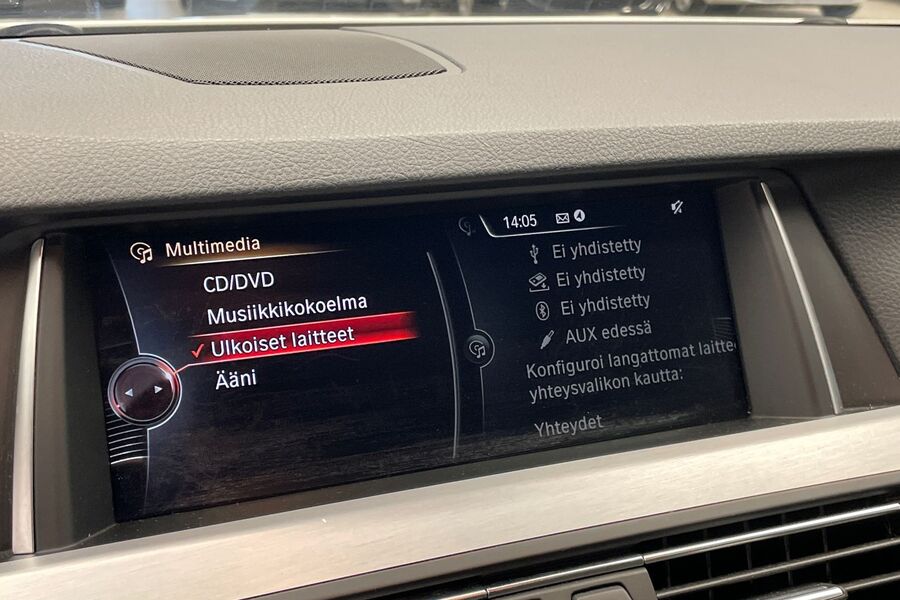 Multimedia
CD/DVD
Musiikkikokoelma
Ulkoiset laitteet
Ääni
14:05
Ei yhdistetty
Ei yhdistetty
Ei yhdistetty
AUX edessä
Konfiguroi langattomat laitte
yhteysvalikon kautta:
Yhteydet